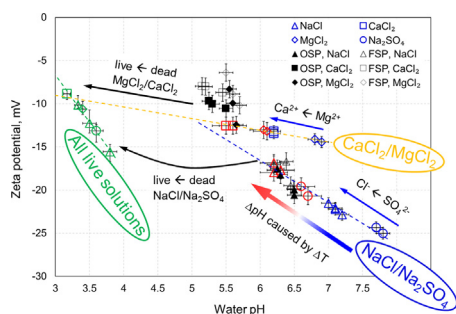 NaCl
CaCl₂
MgCl₂
Na₂SO₄
OSP, NaCl
FSP, NaCl
OSP, CaCl₂
FSP, CaCl₂
OSP, MgCl₂
FSP, MgCl₂
live ← dead
MgCl₂/CaCl₂
Ca²⁺ ← Mg²⁺
CaCl₂/MgCl₂
All live solutions
live ← dead
NaCl/Na₂SO₄
Cl⁻ ← SO₄²⁻
ΔpH caused by ΔT
NaCl/Na₂SO₄
Zeta potential, mV
0
-5
-10
-15
-20
-25
-30
3
3.5
4
4.5
5
5.5
6
6.5
7
7.5
Water pH